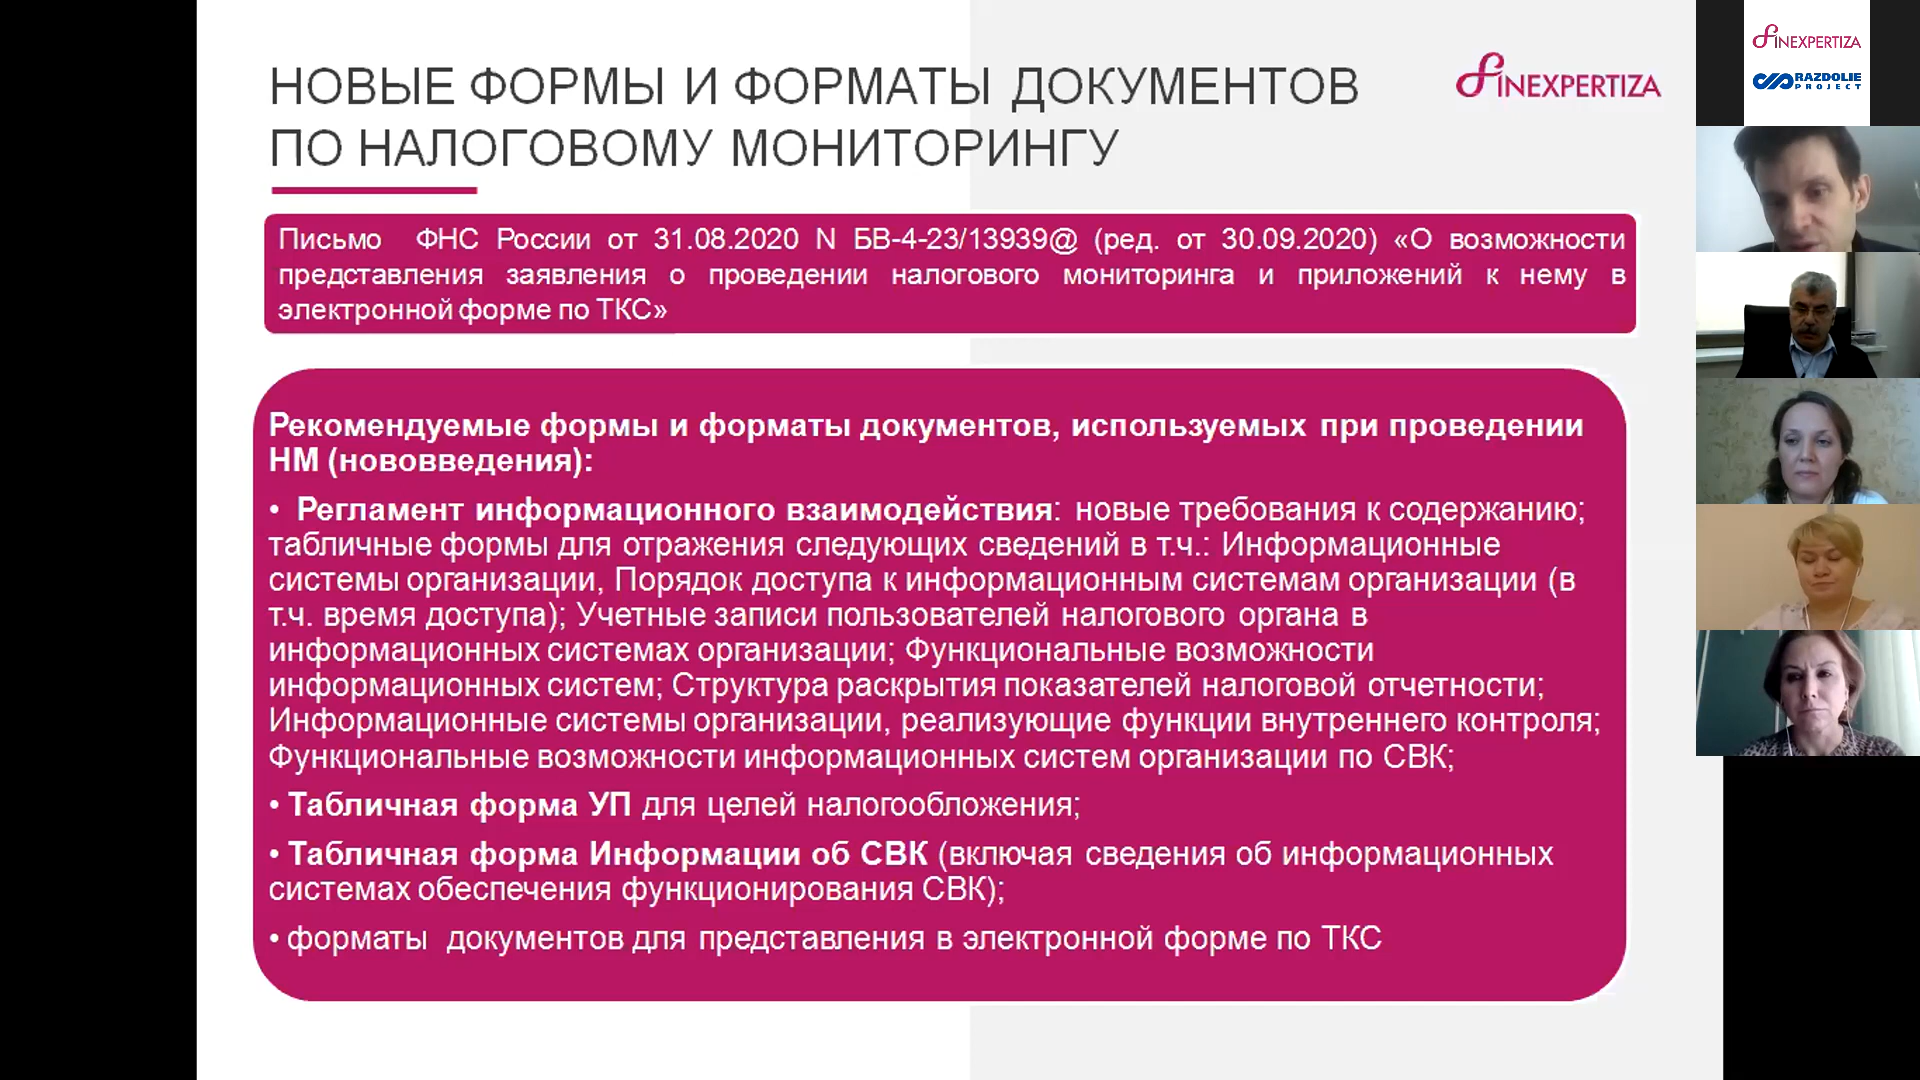 НОВЫЕ ФОРМЫ И ФОРМАТЫ ДОКУМЕНТОВ
ПО НАЛОГОВОМУ МОНИТОРИНГУ
FINEXPERTIZA
FINEXPERTIZA
RAZDOLIE
PROJECT
Письмо ФНС России от 31.08.2020 N БВ-4-23/13939@ (ред. от 30.09.2020) «О возможности
представления заявления о проведении налогового мониторинга и приложений к нему в
электронной форме по ТКС»
Рекомендуемые формы и форматы документов, используемых при проведении
НМ (нововведения):
• Регламент информационного взаимодействия: новые требования к содержанию;
табличные формы для отражения следующих сведений в т.ч.: Информационные
системы организации, Порядок доступа к информационным системам организации (в
т.ч. время доступа); Учетные записи пользователей налогового органа в
информационных системах организации; Функциональные возможности
информационных систем; Структура раскрытия показателей налоговой отчетности;
Информационные системы организации, реализующие функции внутреннего контроля;
Функциональные возможности информационных систем организации по СВК;
• Табличная форма УП для целей налогообложения;
• Табличная форма Информации об СВК (включая сведения об информационных
системах обеспечения функционирования СВК);
• форматы документов для представления в электронной форме по ТКС